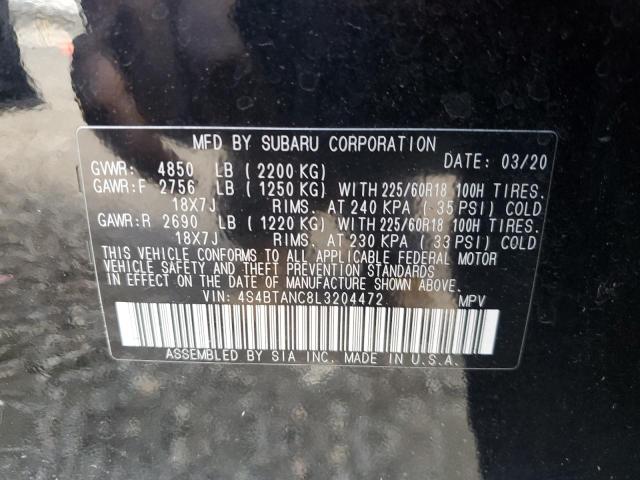 MFD BY SUBARU CORPORATION
GVWR: 4850 LB ( 2200 KG) DATE: 03/20
GAWR:F 2756 LB ( 1250 KG) WITH 225/60R18 100H TIRES.
18X7J RIMS. AT 240 KPA ( 35 PSI) COLD
GAWR:R 2690 LB ( 1220 KG) WITH 225/60R18 100H TIRES.
18X7J RIMS. AT 230 KPA ( 33 PSI) COLD
THIS VEHICLE CONFORMS TO ALL APPLICABLE FEDERAL MOTOR
VEHICLE SAFETY AND THEFT PREVENTION STANDARDS
IN EFFECT ON THE DATE OF MANUFACTURE SHOWN ABOVE.
VIN: 4S4BTANC8L3204472 MPV
ASSEMBLED BY SIA INC. MADE IN U.S.A.